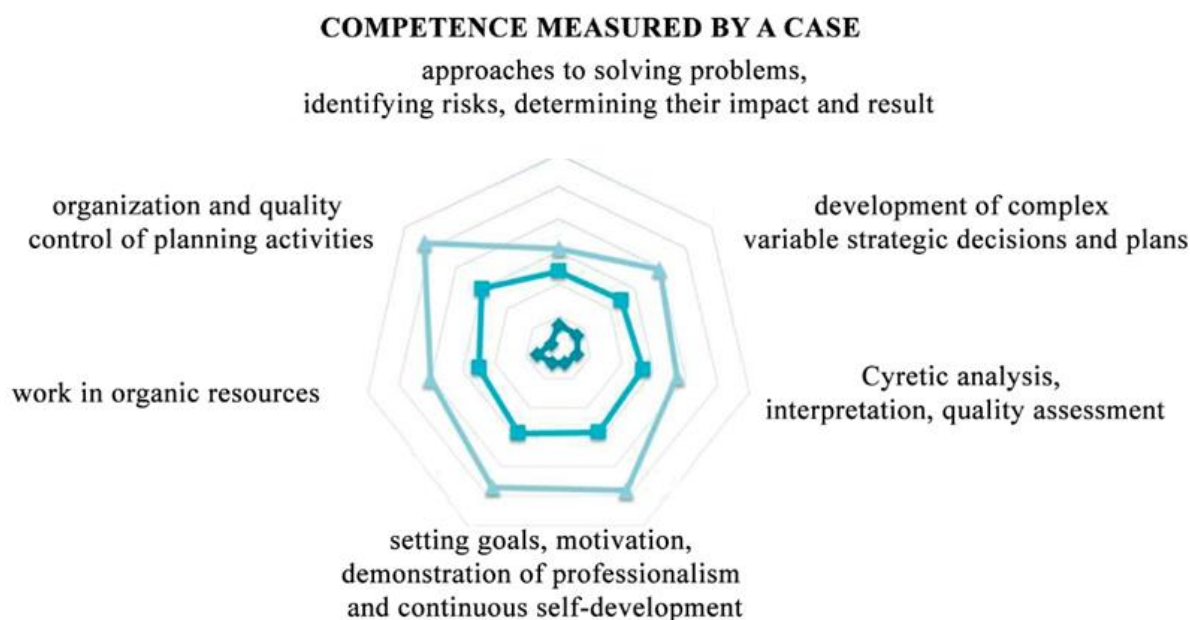 COMPETENCE MEASURED BY A CASE
approaches to solving problems,
identifying risks, determining their impact and result
organization and quality
control of planning activities
development of complex
variable strategic decisions and plans
work in organic resources
Cyretic analysis,
interpretation, quality assessment
setting goals, motivation,
demonstration of professionalism
and continuous self-development